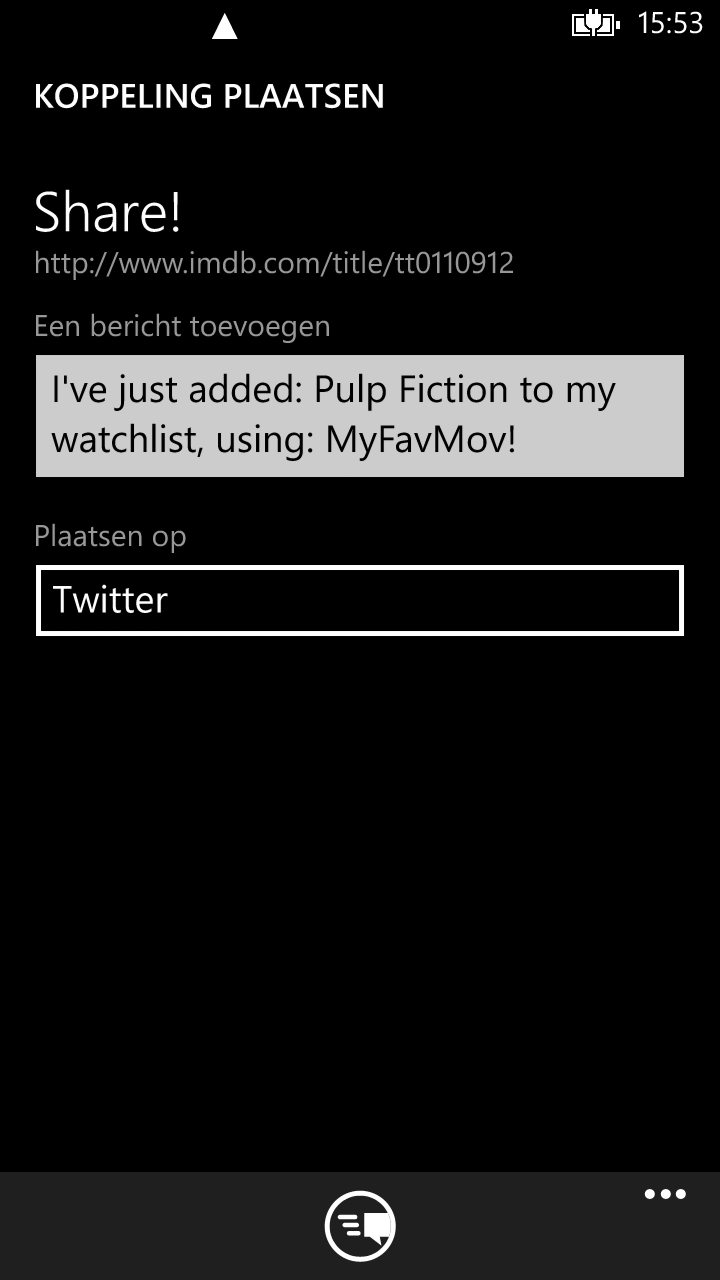 15:53
KOPPELING PLAATSEN
Share!
http://www.imdb.com/title/tt0110912
Een bericht toevoegen
I've just added: Pulp Fiction to my
watchlist, using: MyFavMov!
Plaatsen op
Twitter